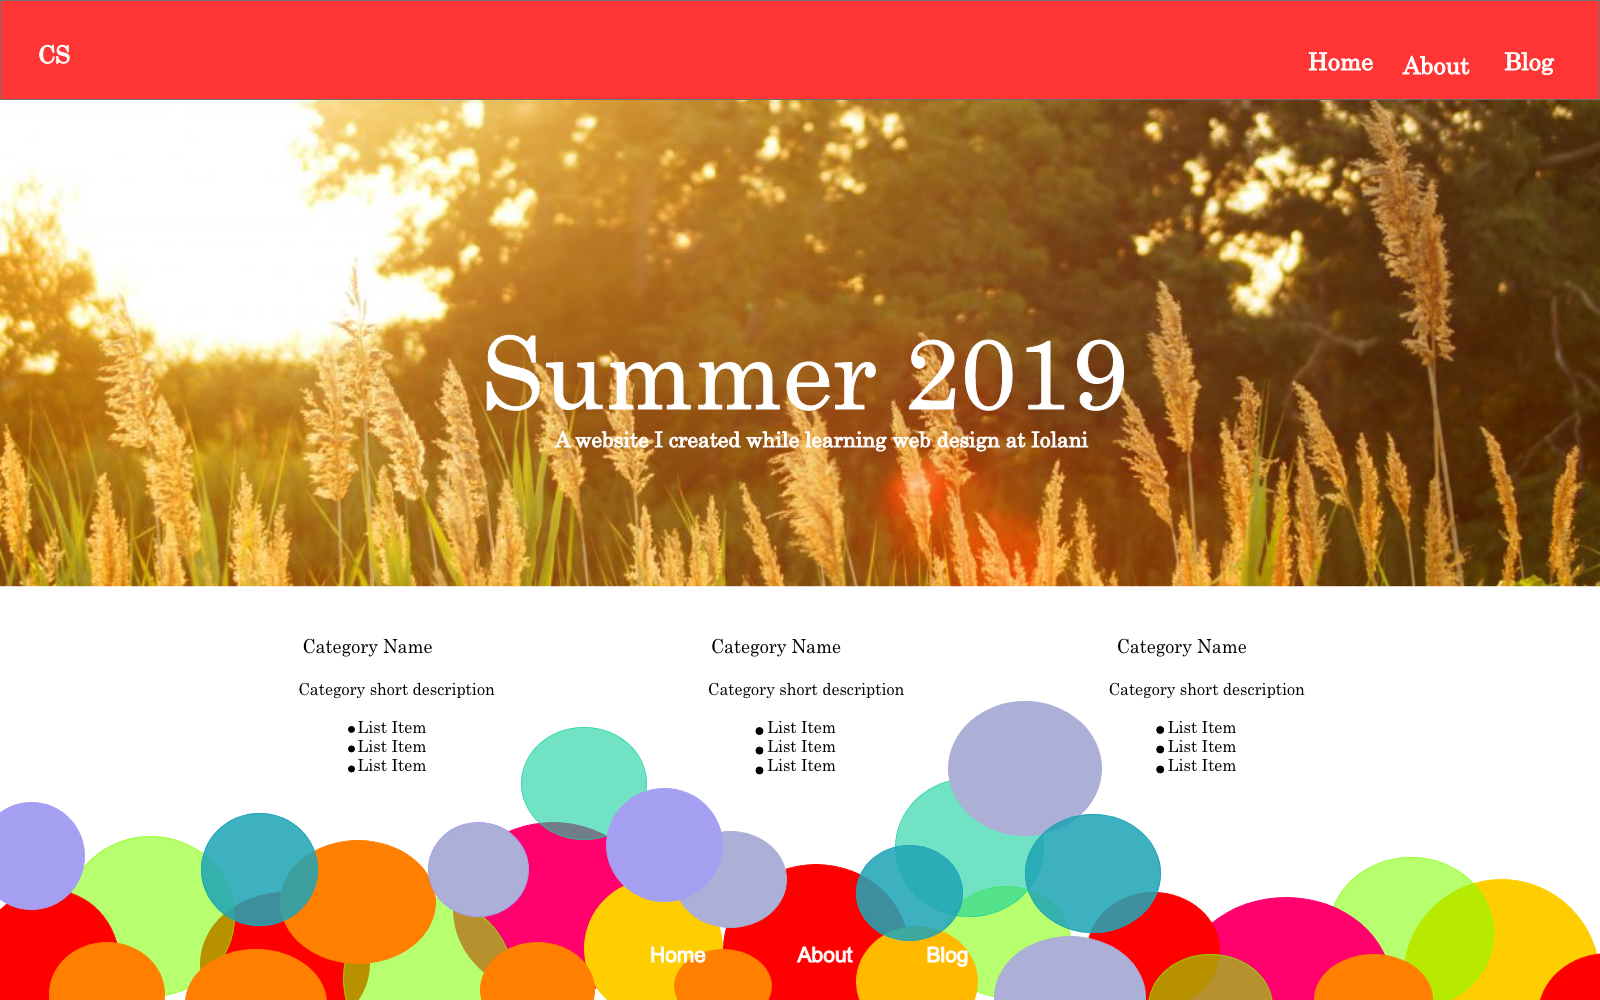 CS
Home About Blog
Summer 2019
A website I created while learning web design at Iolani
Category Name
Category short description
List Item
List Item
List Item
Category Name
Category short description
List Item
List Item
List Item
Category Name
Category short description
List Item
List Item
List Item
Home About Blog